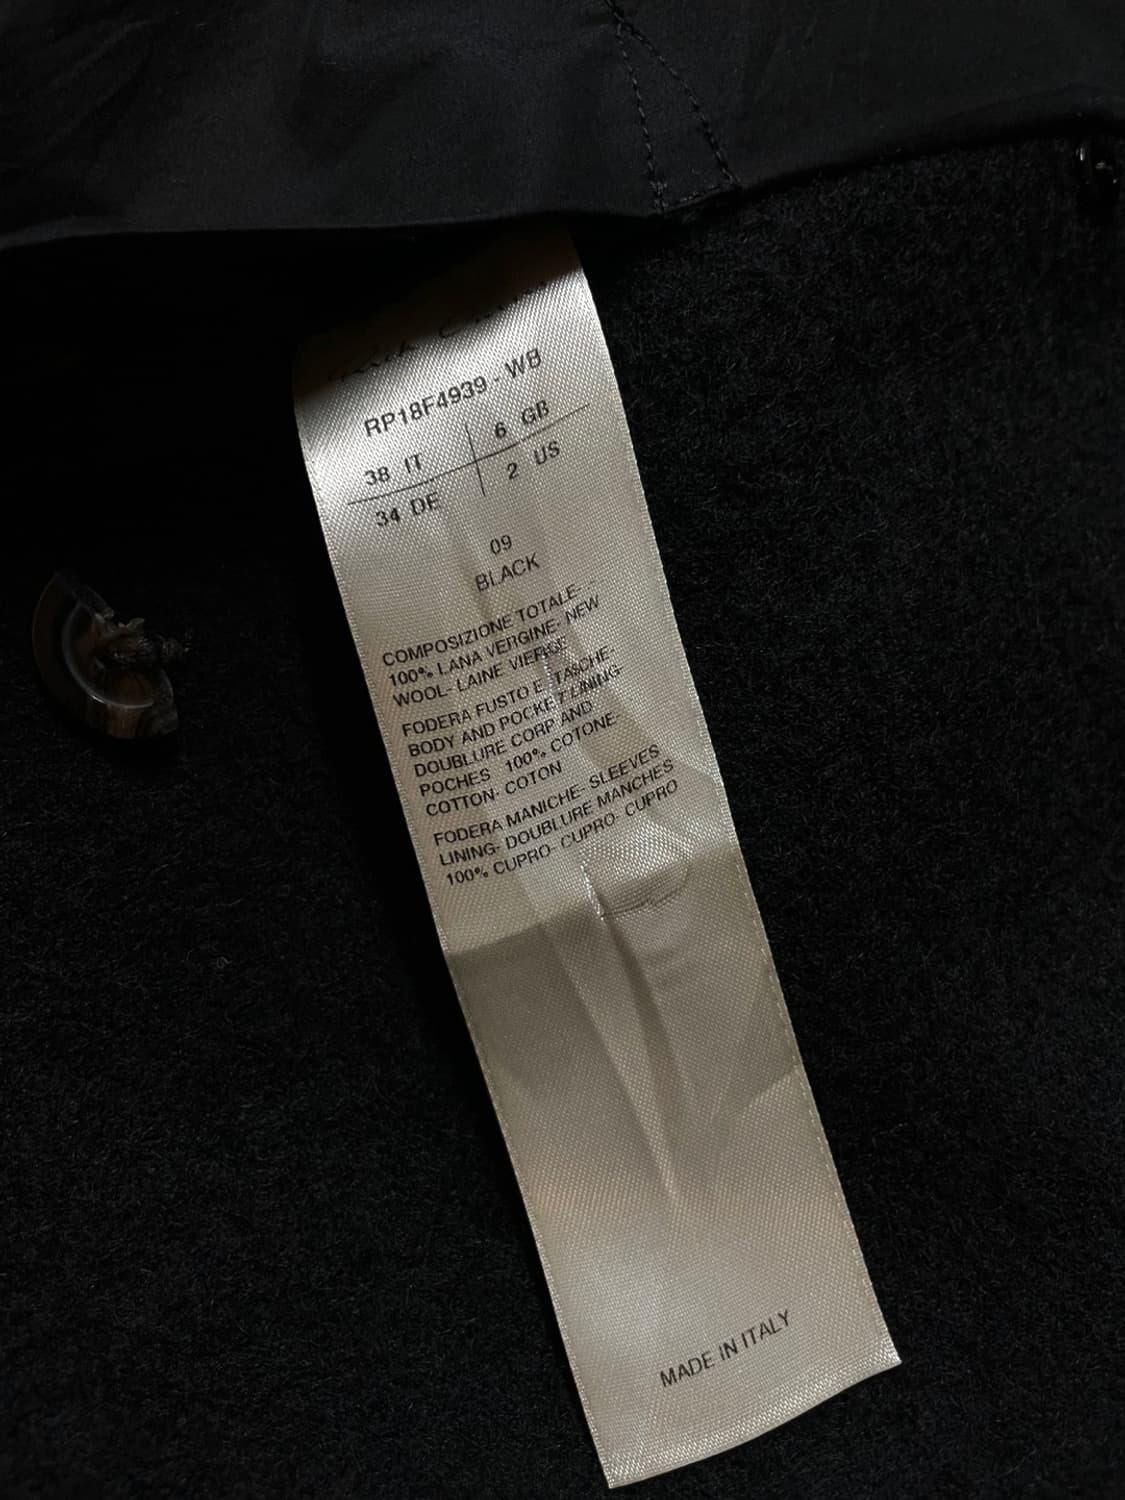 RP18F4939 - WB
38 IT 6 GB
34 DE 2 US
09
BLACK
COMPOSIZIONE TOTALE-
100% LANA VERGINE- NEW
WOOL- LAINE VIERGE
FODERA FUSTO E TASCHE-
BODY AND POCKET LINING-
DOUBLURE CORP AND
POCHES 100% COTONE-
COTTON- COTON
FODERA MANICHE- SLEEVES
LINING- DOUBLURE MANCHES
100% CUPRO- CUPRO- CUPRO
MADE IN ITALY